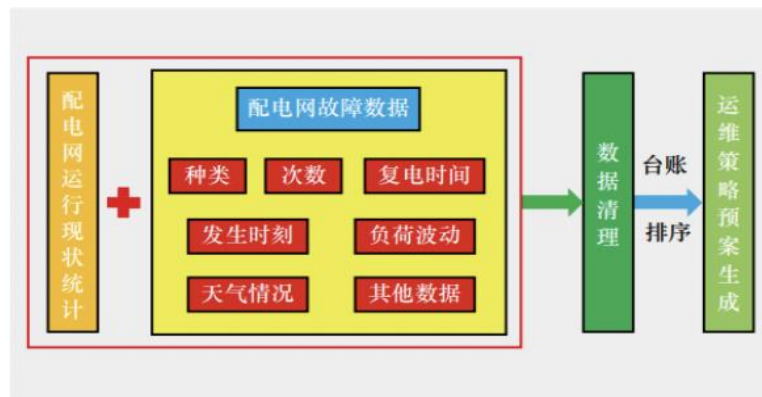 配电网运行现状统计
配电网故障数据
种类
次数
复电时间
发生时刻
负荷波动
天气情况
其他数据
数据清理
台账
排序
运维策略预案生成